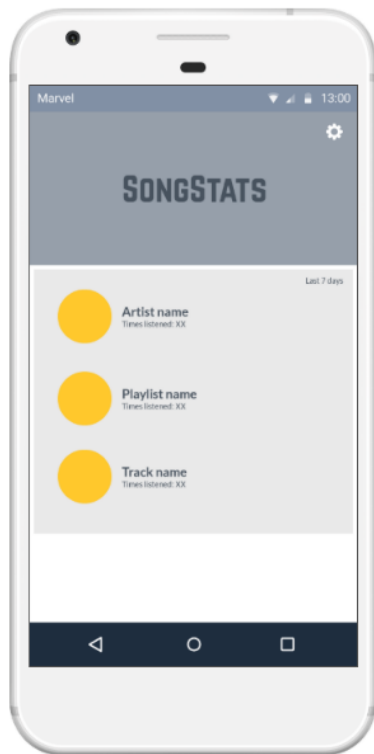 Marvel 13:00
SONGSTATS
Last 7 days
Artist name
Times listened: XX
Playlist name
Times listened: XX
Track name
Times listened: XX